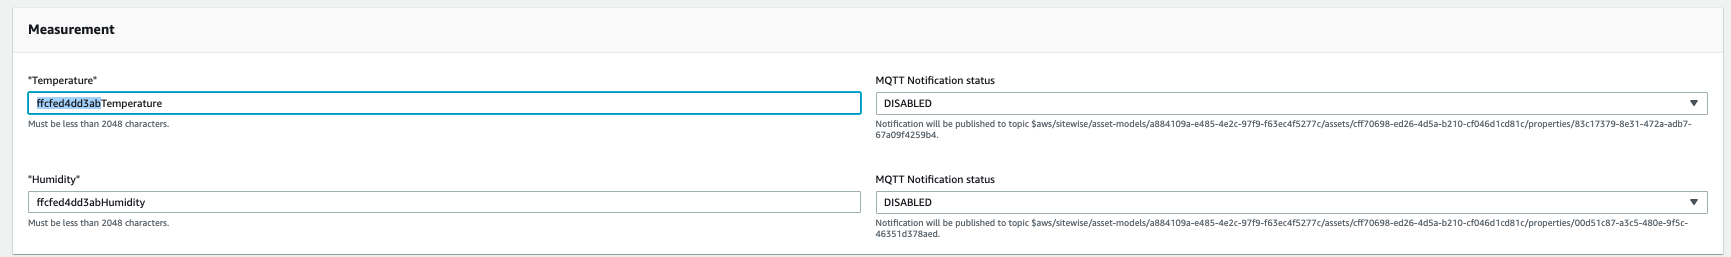 Measurement
"Temperature"
ffcfed4dd3abTemperature
Must be less than 2048 characters.
MQTT Notification status
DISABLED
Notification will be published to topic $aws/sitewise/asset-models/a884109a-e485-4e2c-97f9-f63ec4f5277c/assets/cff70698-ed26-4d5a-b210-cf046d1cd81c/properties/83c17379-8e31-472a-adb7-
67a09f4259b4.
"Humidity"
ffcfed4dd3abHumidity
Must be less than 2048 characters.
MQTT Notification status
DISABLED
Notification will be published to topic $aws/sitewise/asset-models/a884109a-e485-4e2c-97f9-f63ec4f5277c/assets/cff70698-ed26-4d5a-b210-cf046d1cd81c/properties/00d51c87-a3c5-480e-9f5c-
46351d378aed.